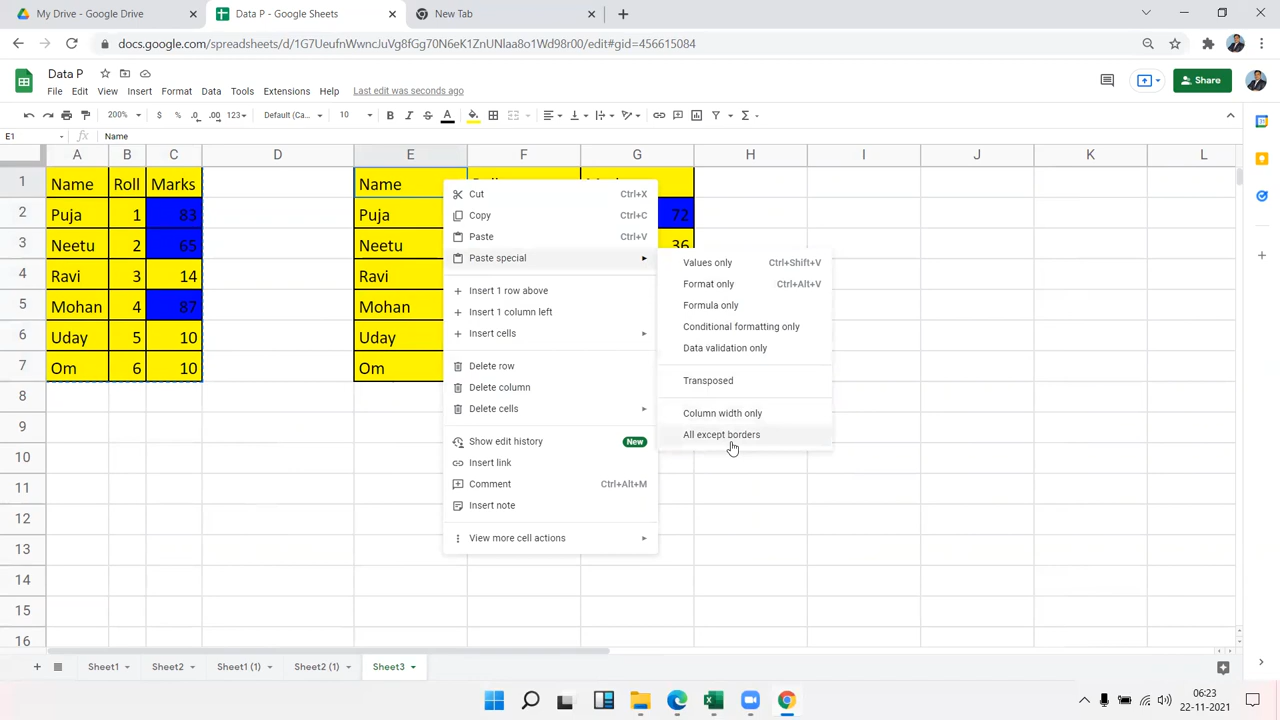 My Drive - Google Drive
Data P - Google Sheets
New Tab
docs.google.com/spreadsheets/d/1G7UeufnWwncJuVg8fGg70N6eK1ZnUNlaa8o1Wd98r00/edit#gid=456615084
Data P
File Edit View Insert Format Data Tools Extensions Help Last edit was seconds ago
Share
200% $ % .0 .00 123 Default (Ca... 10 B I S A Σ
E1 fx Name
A B C D E F G H I J K L
1 Name Roll Marks Name
2 Puja 1 83 Puja 72
3 Neetu 2 65 Neetu 36
4 Ravi 3 14 Ravi
5 Mohan 4 87 Mohan
6 Uday 5 10 Uday
7 Om 6 10 Om
8
9
10
11
12
13
14
15
16
Cut Ctrl+X
Copy Ctrl+C
Paste Ctrl+V
Paste special
Insert 1 row above
Insert 1 column left
Insert cells
Delete row
Delete column
Delete cells
Show edit history New
Insert link
Comment Ctrl+Alt+M
Insert note
View more cell actions
Values only Ctrl+Shift+V
Format only Ctrl+Alt+V
Formula only
Conditional formatting only
Data validation only
Transposed
Column width only
All except borders
Sheet1 Sheet2 Sheet1 (1) Sheet2 (1) Sheet3
06:23
22-11-2021